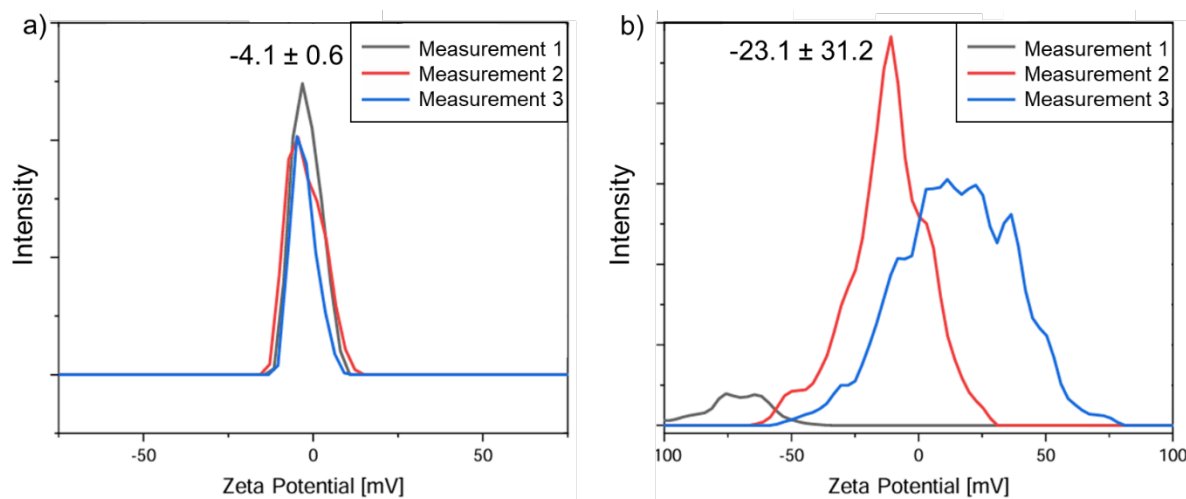 a)
-4.1 ± 0.6
Measurement 1
Measurement 2
Measurement 3
Intensity
-50
0
50
Zeta Potential [mV]
b)
-23.1 ± 31.2
Measurement 1
Measurement 2
Measurement 3
Intensity
100
-50
0
50
100
Zeta Potential [mV]